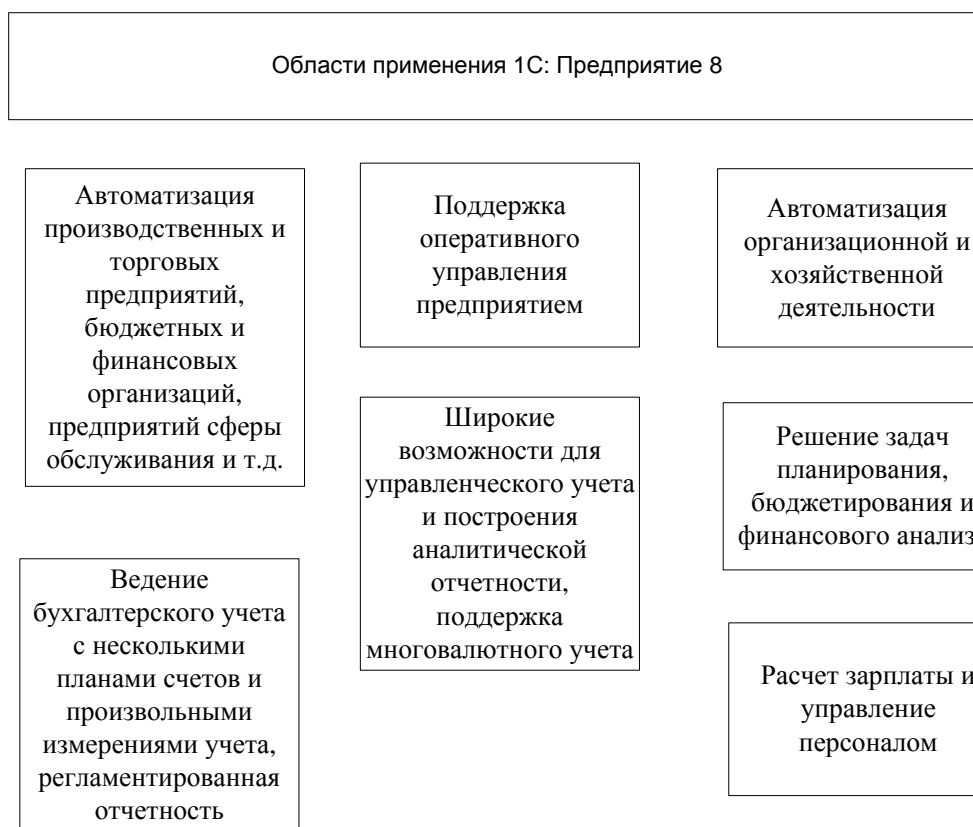 Области применения 1С: Предприятие 8
Автоматизация
производственных и
торговых
предприятий,
бюджетных и
финансовых
организаций,
предприятий сферы
обслуживания и т.д.
Ведение
бухгалтерского учета
с несколькими
планами счетов и
произвольными
измерениями учета,
регламентированная
отчетность
Поддержка
оперативного
управления
предприятием
Широкие
возможности для
управленческого учета
и построения
аналитической
отчетности,
поддержка
многовалютного учета
Автоматизация
организационной и
хозяйственной
деятельности
Решение задач
планирования,
бюджетирования и
финансового анализ
Расчет зарплаты и
управление
персоналом